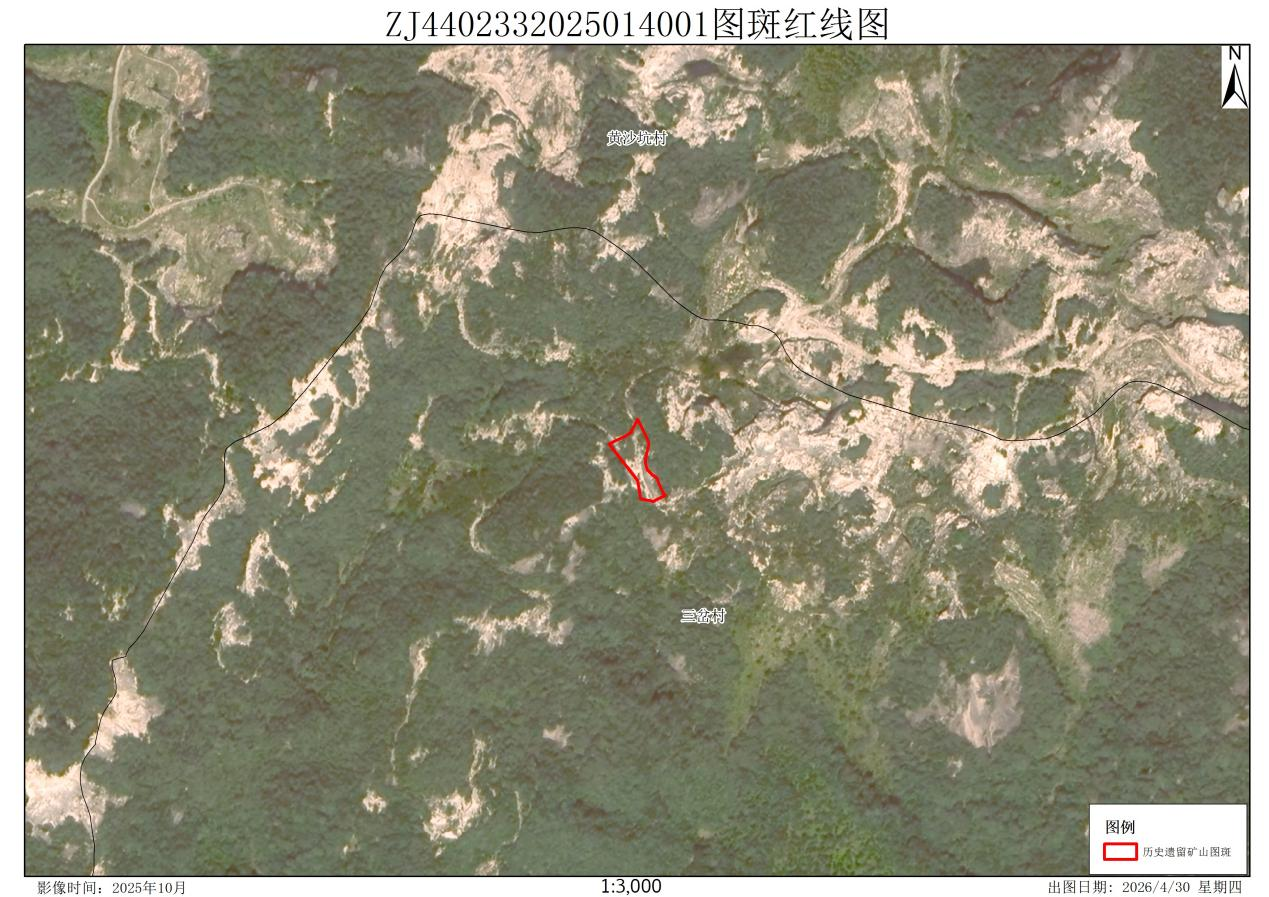 ZJ4402332025014001图斑红线图
N
黄沙坑村
三岔村
图例
历史遗留矿山图斑
影像时间：2025年10月
1:3,000
出图日期：2026/4/30 星期四